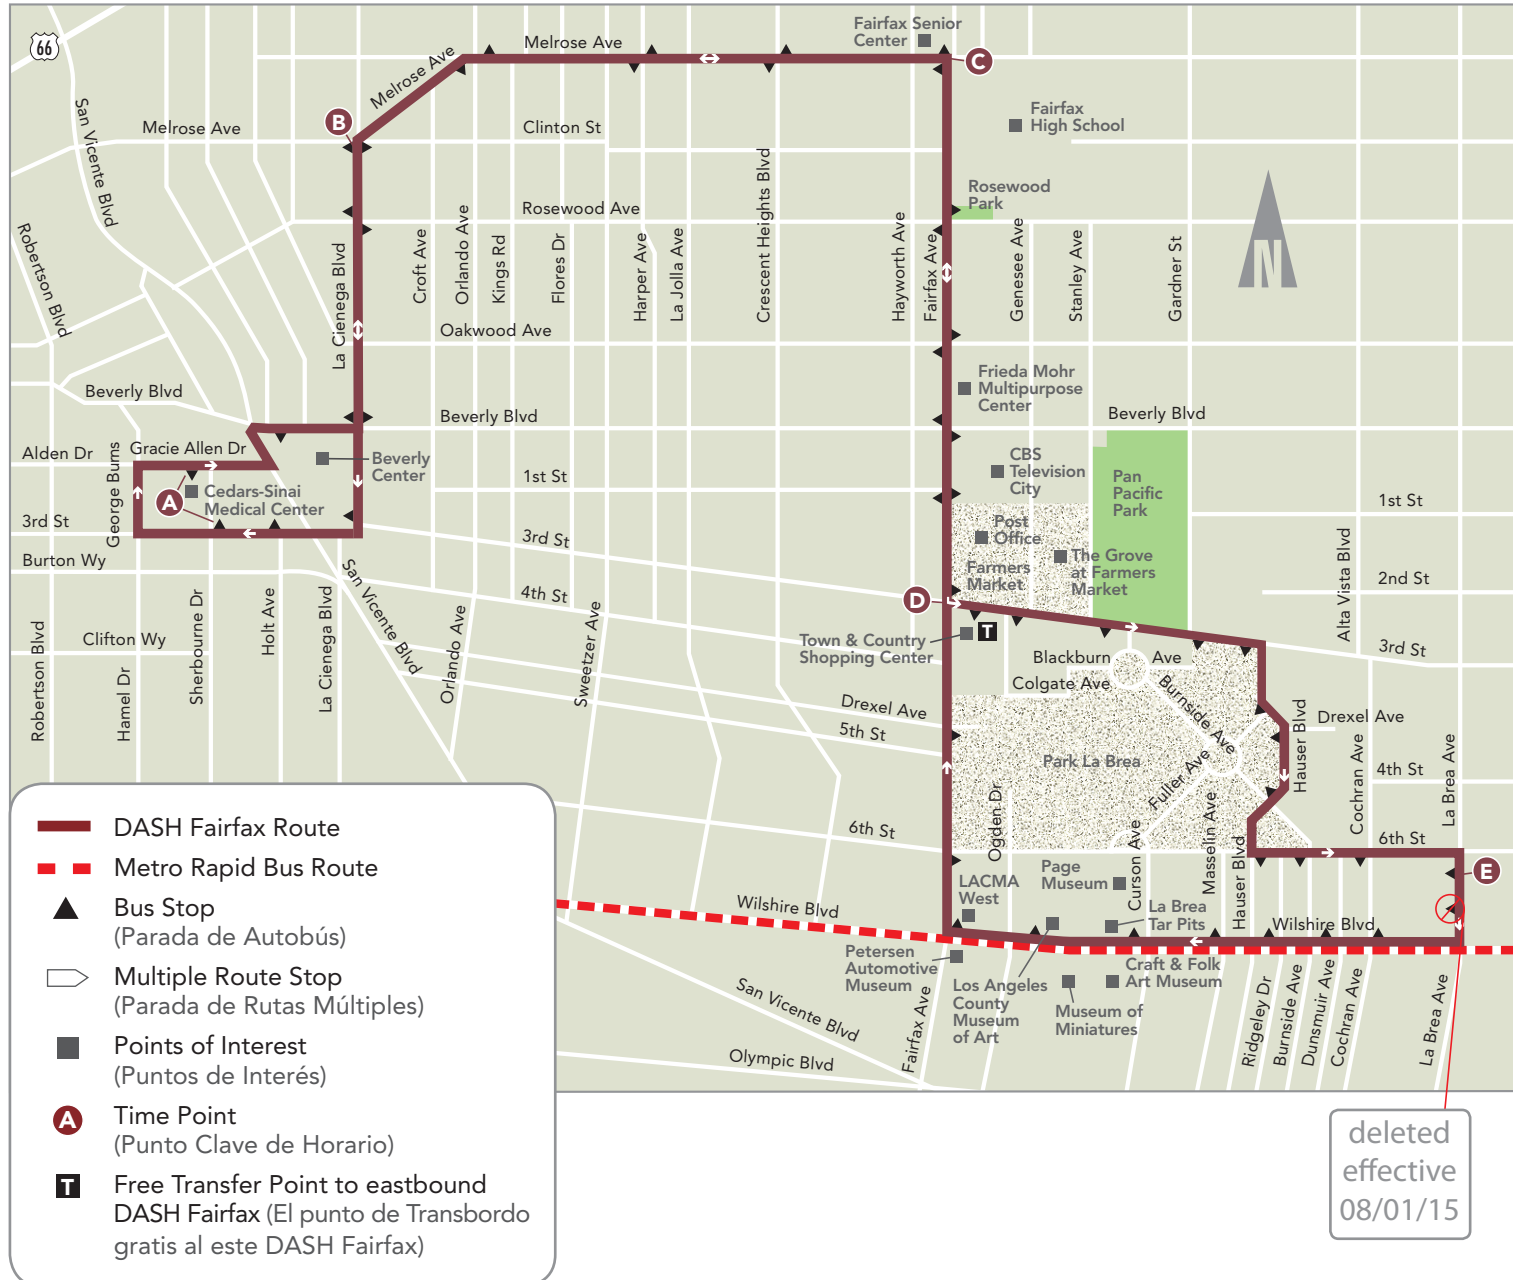 66
Melrose Ave
Melrose Ave
Fairfax Senior
Center
C
B
San Vicente Blvd
Melrose Ave
Clinton St
Fairfax
High School
Rosewood
Park
Rosewood Ave
Robertson Blvd
La Cienega Blvd
Croft Ave
Orlando Ave
Kings Rd
Flores Dr
Harper Ave
La Jolla Ave
Crescent Heights Blvd
Hayworth Ave
Fairfax Ave
Genesee Ave
Stanley Ave
Gardner St
N
Oakwood Ave
Frieda Mohr
Multipurpose
Center
Beverly Blvd
Beverly Blvd
Beverly Blvd
Alden Dr
Gracie Allen Dr
George Burns
Beverly
Center
A
Cedars-Sinai
Medical Center
1st St
CBS
Television
City
Pan
Pacific
Park
1st St
3rd St
3rd St
Post
Office
Farmers
Market
The Grove
at Farmers
Market
Burton Wy
4th St
D
2nd St
Alta Vista Blvd
Town & Country
Shopping Center
T
Blackburn
Ave
3rd St
Colgate Ave
Burnside Ave
Robertson Blvd
Clifton Wy
Hamel Dr
Sherbourne Dr
Holt Ave
La Cienega Blvd
San Vicente Blvd
Orlando Ave
Sweetzer Ave
Drexel Ave
5th St
Drexel Ave
Hauser Blvd
Park La Brea
Fuller Ave
Cochran Ave
4th St
La Brea Ave
6th St
Ogden Dr
Curson Ave
Masselin Ave
Hauser Blvd
6th St
E
Page
Museum
LACMA
West
La Brea
Tar Pits
Wilshire Blvd
Wilshire Blvd
Petersen
Automotive
Museum
Los Angeles
County
Museum
of Art
Craft & Folk
Art Museum
Museum of
Miniatures
San Vicente Blvd
Olympic Blvd
Fairfax Ave
Ridgeley Dr
Burnside Ave
Dunsmuir Ave
Cochran Ave
La Brea Ave
DASH Fairfax Route
Metro Rapid Bus Route
Bus Stop
(Parada de Autobús)
Multiple Route Stop
(Parada de Rutas Múltiples)
Points of Interest
(Puntos de Interés)
A
Time Point
(Punto Clave de Horario)
T
Free Transfer Point to eastbound
DASH Fairfax (El punto de Transbordo
gratis al este DASH Fairfax)
deleted
effective
08/01/15